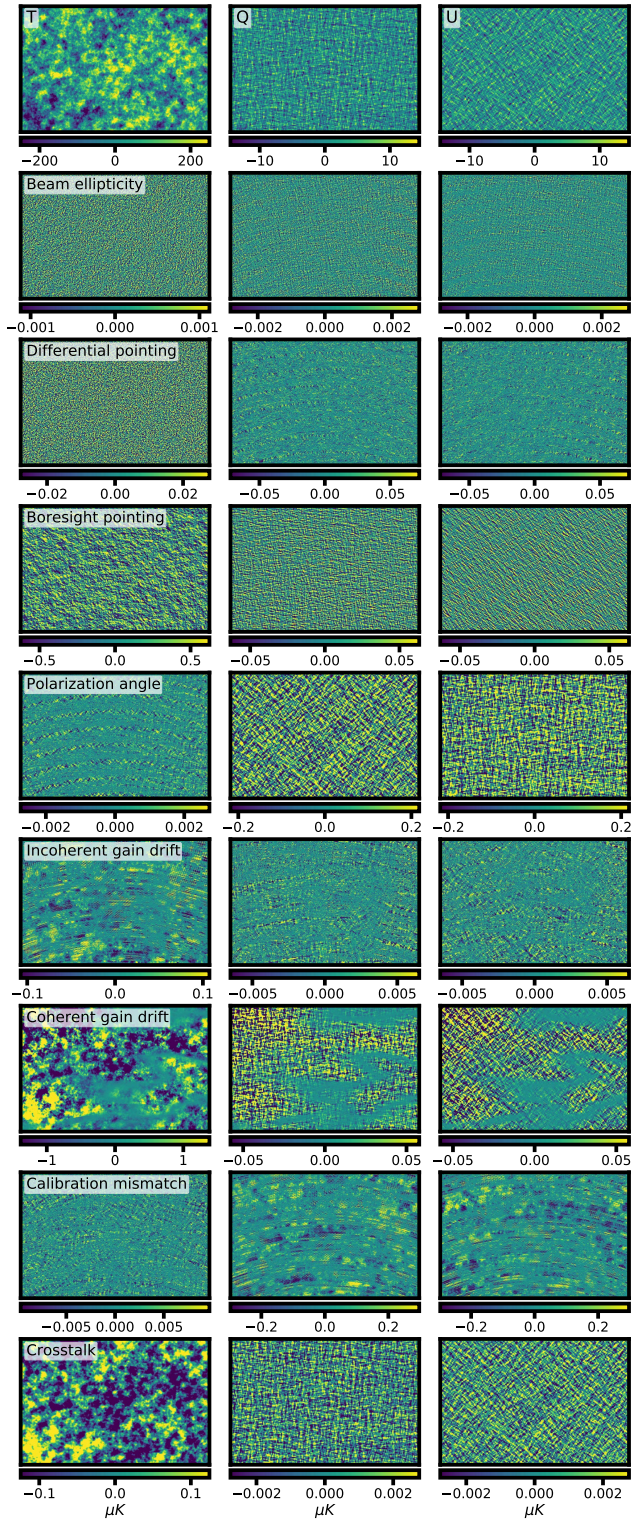 T Q U
−200 0 200 −10 0 10 −10 0 10
Beam ellipticity
−0.001 0.000 0.001 −0.002 0.000 0.002 −0.002 0.000 0.002
Differential pointing
−0.02 0.00 0.02 −0.05 0.00 0.05 −0.05 0.00 0.05
Boresight pointing
−0.5 0.0 0.5 −0.05 0.00 0.05 −0.05 0.00 0.05
Polarization angle
−0.002 0.000 0.002 −0.2 0.0 0.2 −0.2 0.0 0.2
Incoherent gain drift
−0.1 0.0 0.1 −0.005 0.000 0.005 −0.005 0.000 0.005
Coherent gain drift
−1 0 1 −0.05 0.00 0.05 −0.05 0.00 0.05
Calibration mismatch
−0.005 0.000 0.005 −0.2 0.0 0.2 −0.2 0.0 0.2
Crosstalk
−0.1 0.0 0.1 −0.002 0.000 0.002 −0.002 0.000 0.002
μK μK μK